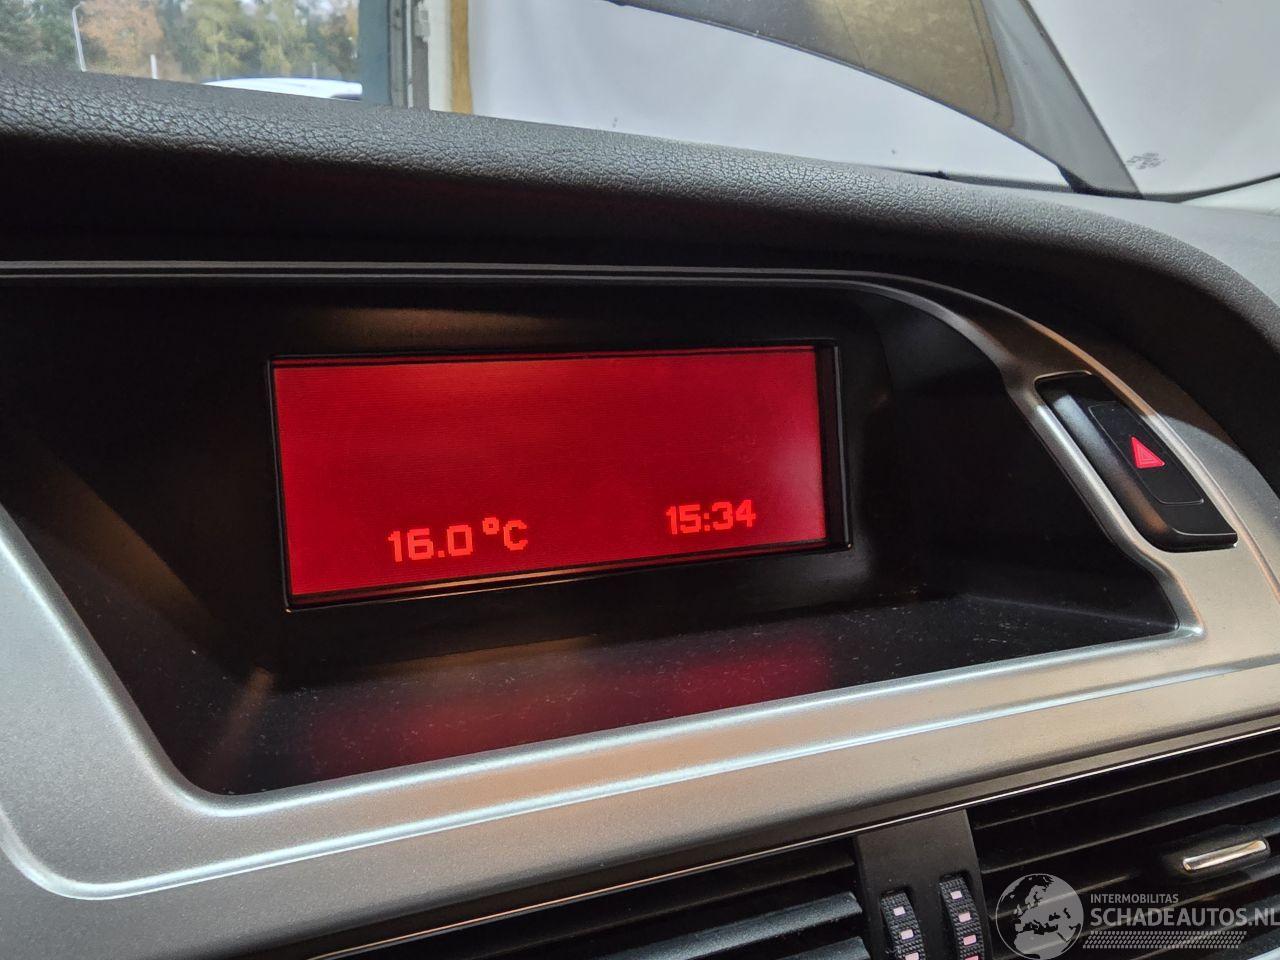 16.0 °C
15:34
INTERMOBILITAS
SCHADEAUTOS.NL